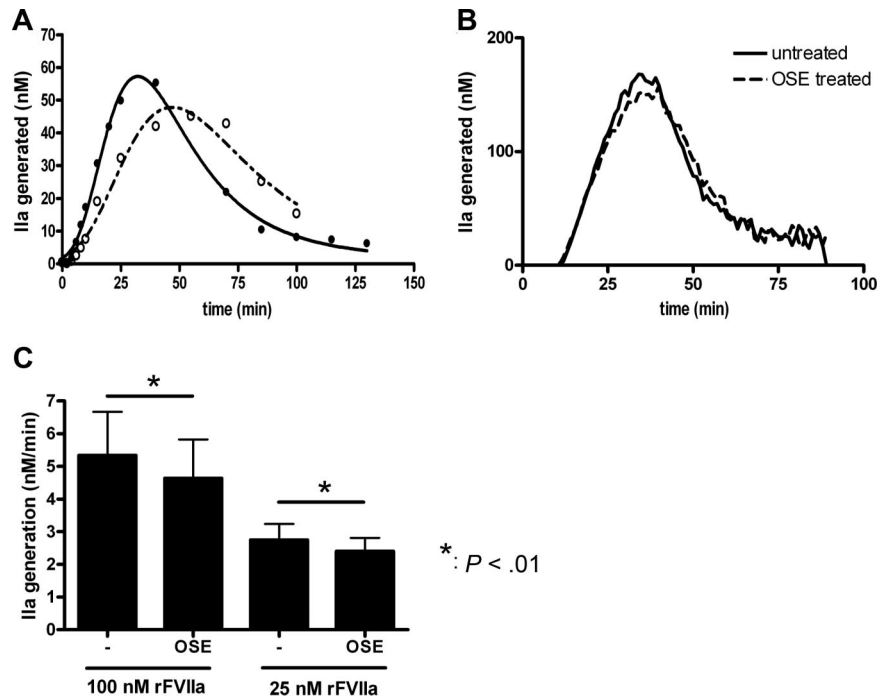 A
IIa generated (nM)
70
60
50
40
30
20
10
0
0 25 50 75 100 125 150
time (min)
B
IIa generated (nM)
200
100
0
0 25 50 75 100
time (min)
untreated
OSE treated
C
IIa generation (nM/min)
7
6
5
4
3
2
1
0
* *
- OSE - OSE
100 nM rFVIIa 25 nM rFVIIa
*: P < .01